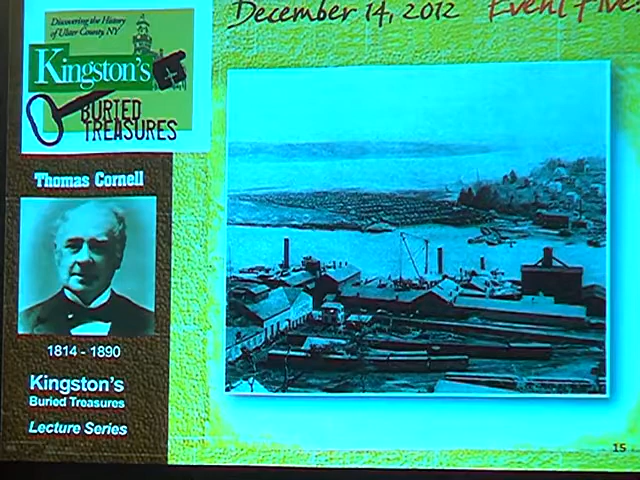 December 14, 2012 Event Five
Discovering the History
of Ulster County, NY
Kingston's
BURIED
TREASURES
Thomas Cornell
1814 - 1890
Kingston's
Buried Treasures
Lecture Series
15